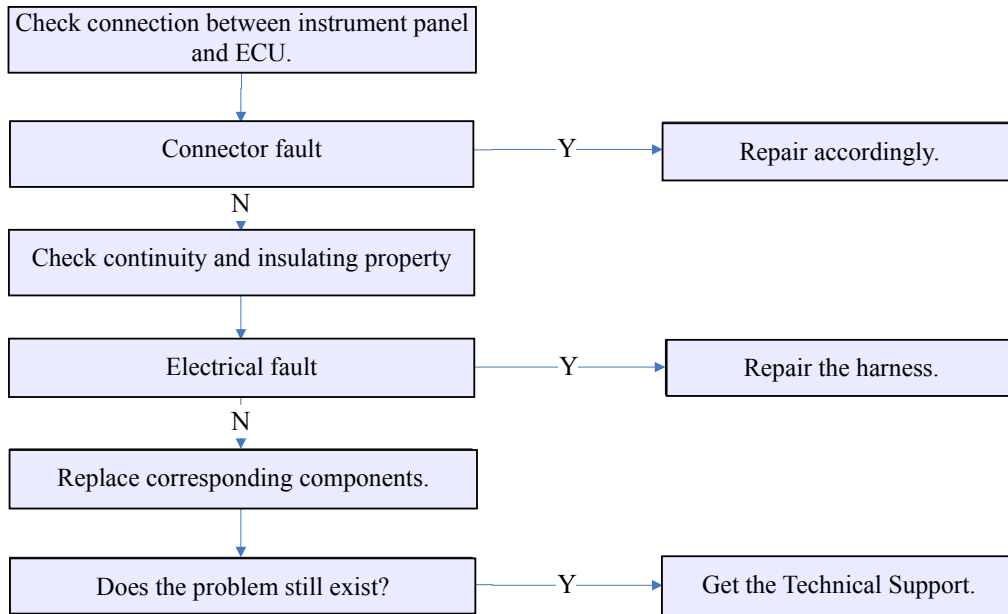 Check connection between instrument panel
and ECU.
Connector fault
Y
Repair accordingly.
N
Check continuity and insulating property
Electrical fault
Y
Repair the harness.
N
Replace corresponding components.
Does the problem still exist?
Y
Get the Technical Support.